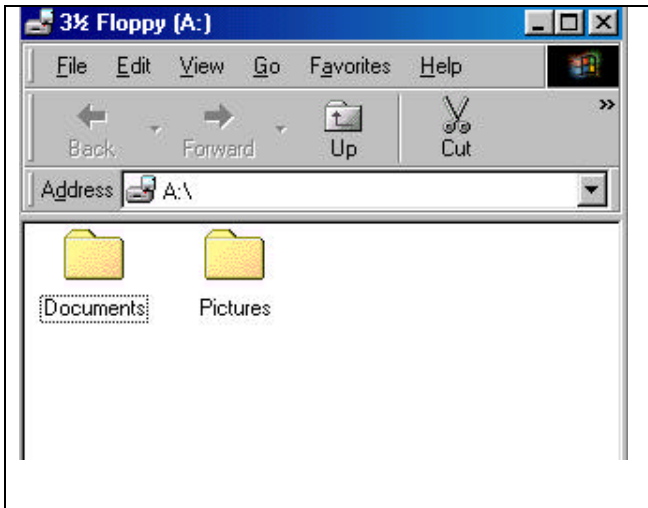 3½ Floppy (A:)
File Edit View Go Favorites Help
Back Forward Up Cut »
Address A:\
Documents Pictures